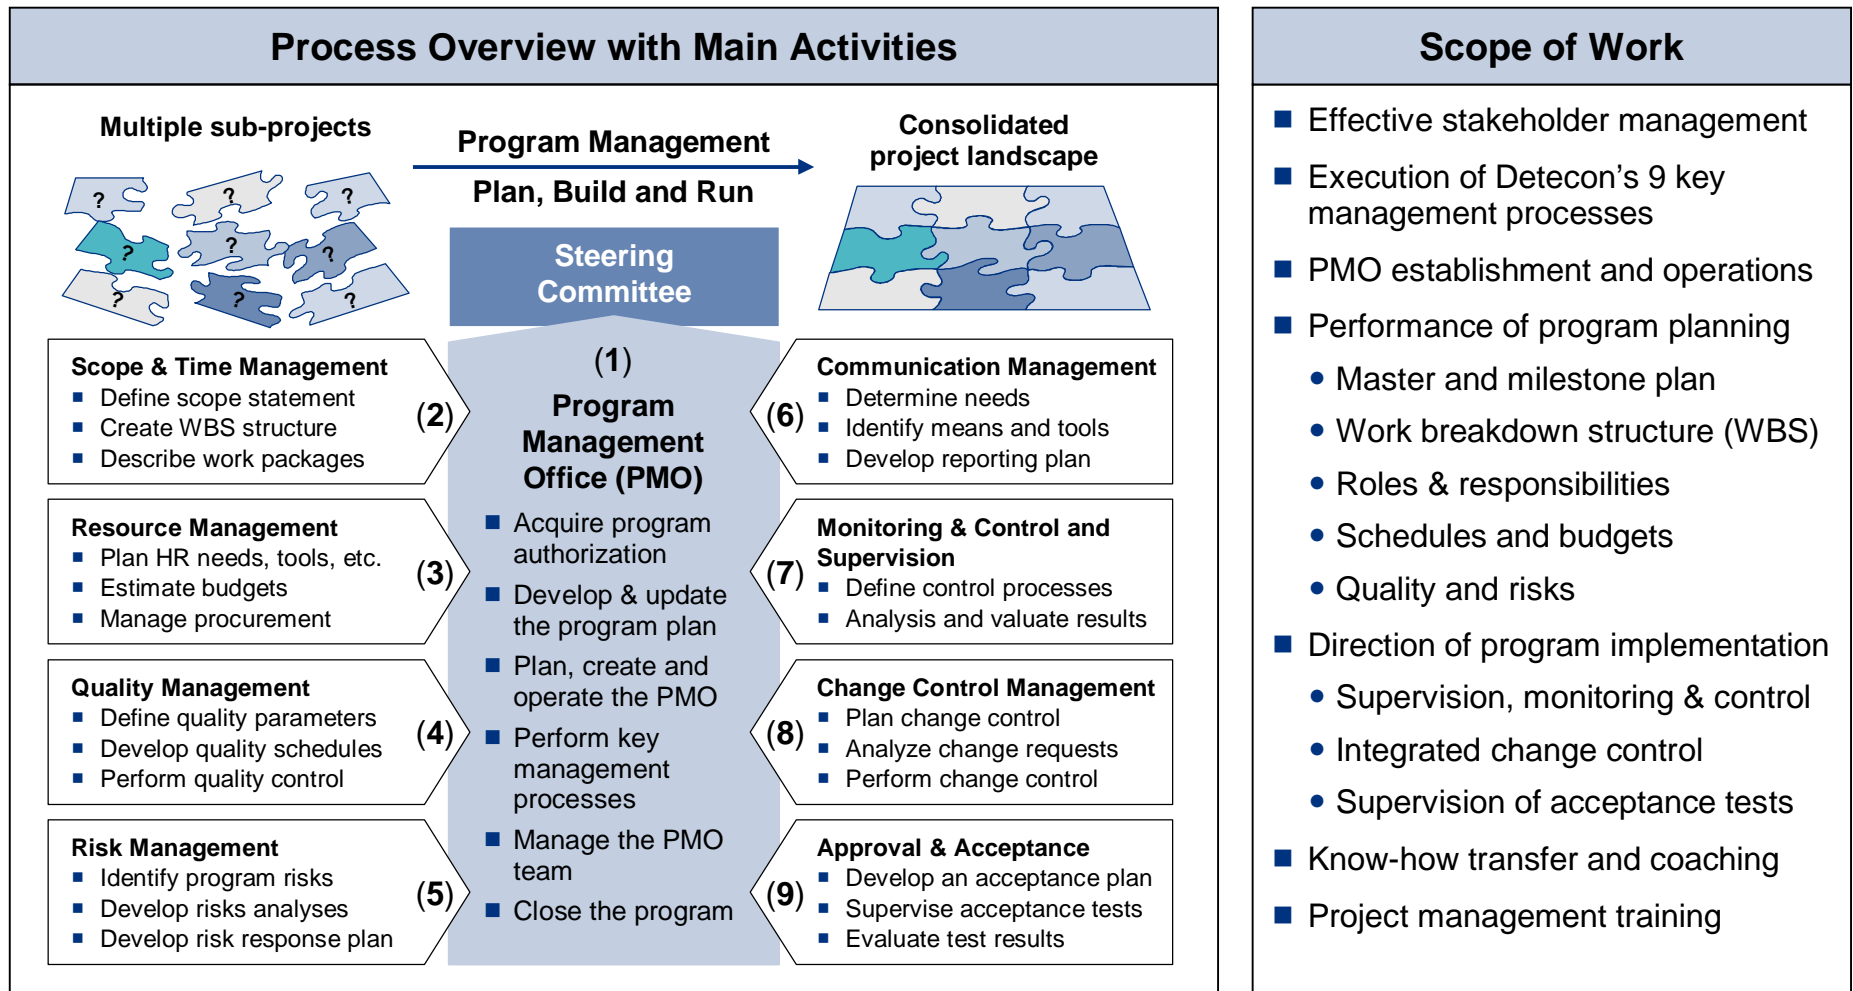 Process Overview with Main Activities
Multiple sub-projects
? ? ?
? ? ?
? ? ?
Program Management
Plan, Build and Run
Consolidated
project landscape
Steering
Committee
(1)
Program
Management
Office (PMO)
Acquire program
authorization
Develop & update
the program plan
Plan, create and
operate the PMO
Perform key
management
processes
Manage the PMO
team
Close the program
Scope & Time Management
Define scope statement
Create WBS structure
Describe work packages
(2)
Resource Management
Plan HR needs, tools, etc.
Estimate budgets
Manage procurement
(3)
Quality Management
Define quality parameters
Develop quality schedules
Perform quality control
(4)
Risk Management
Identify program risks
Develop risks analyses
Develop risk response plan
(5)
Communication Management
Determine needs
Identify means and tools
Develop reporting plan
(6)
Monitoring & Control and
Supervision
Define control processes
Analysis and valuate results
(7)
Change Control Management
Plan change control
Analyze change requests
Perform change control
(8)
Approval & Acceptance
Develop an acceptance plan
Supervise acceptance tests
Evaluate test results
(9)
Scope of Work
Effective stakeholder management
Execution of Detecon's 9 key
management processes
PMO establishment and operations
Performance of program planning
Master and milestone plan
Work breakdown structure (WBS)
Roles & responsibilities
Schedules and budgets
Quality and risks
Direction of program implementation
Supervision, monitoring & control
Integrated change control
Supervision of acceptance tests
Know-how transfer and coaching
Project management training